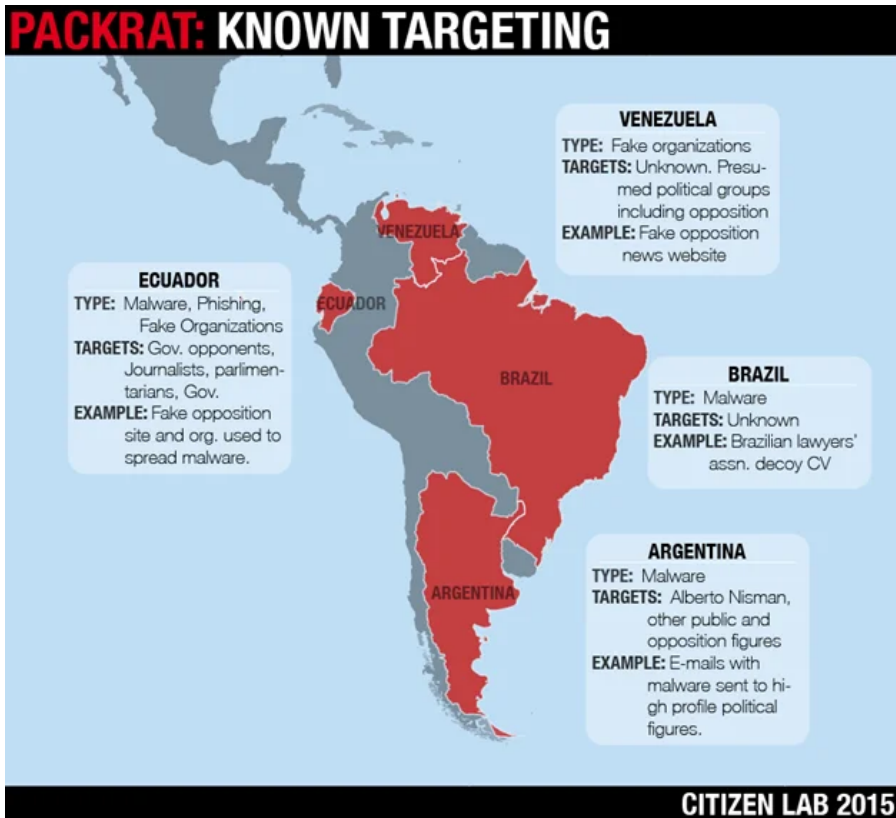 PACKRAT: KNOWN TARGETING
VENEZUELA
TYPE: Fake organizations
TARGETS: Unknown. Presu-
med political groups
including opposition
EXAMPLE: Fake opposition
news website
VENEZUELA
ECUADOR
TYPE: Malware, Phishing,
Fake Organizations
TARGETS: Gov. opponents,
Journalists, parlimen-
tarians, Gov.
EXAMPLE: Fake opposition
site and org. used to
spread malware.
ECUADOR
BRAZIL
BRAZIL
TYPE: Malware
TARGETS: Unknown
EXAMPLE: Brazilian lawyers'
assn. decoy CV
ARGENTINA
TYPE: Malware
TARGETS: Alberto Nisman,
other public and
opposition figures
EXAMPLE: E-mails with
malware sent to hi-
gh profile political
figures.
ARGENTINA
CITIZEN LAB 2015